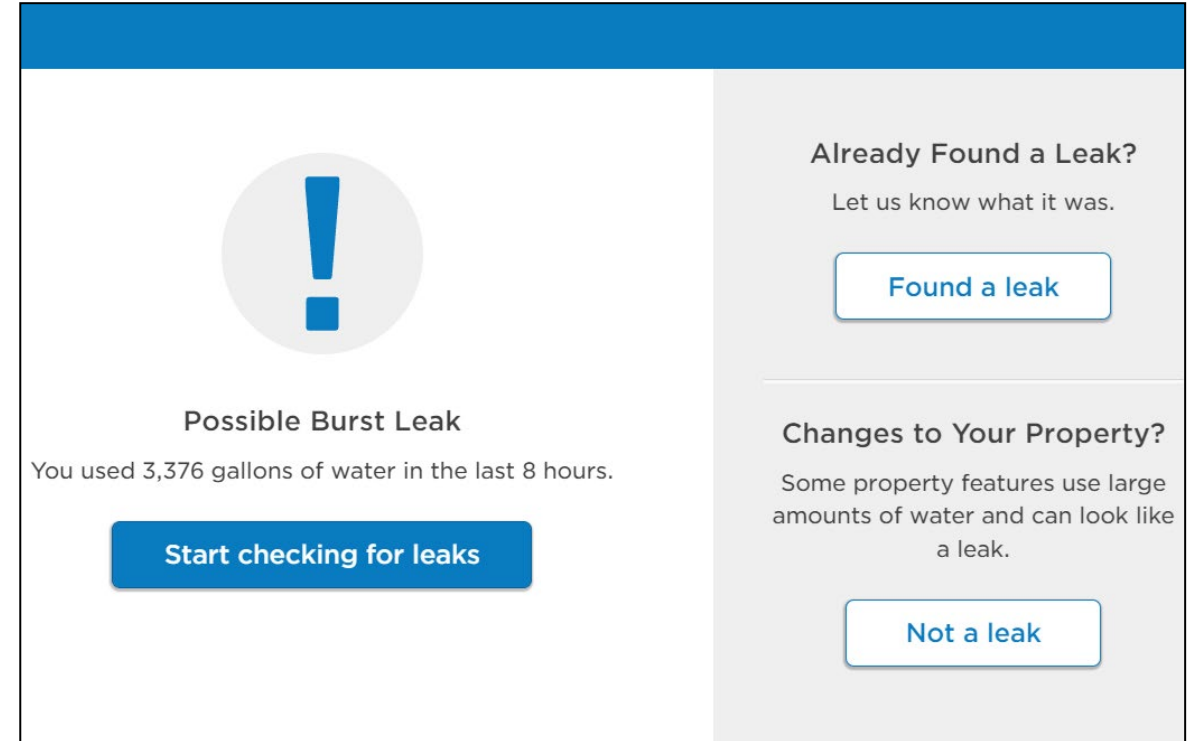 Possible Burst Leak
You used 3,376 gallons of water in the last 8 hours.
Start checking for leaks
Already Found a Leak?
Let us know what it was.
Found a leak
Changes to Your Property?
Some property features use large
amounts of water and can look like
a leak.
Not a leak